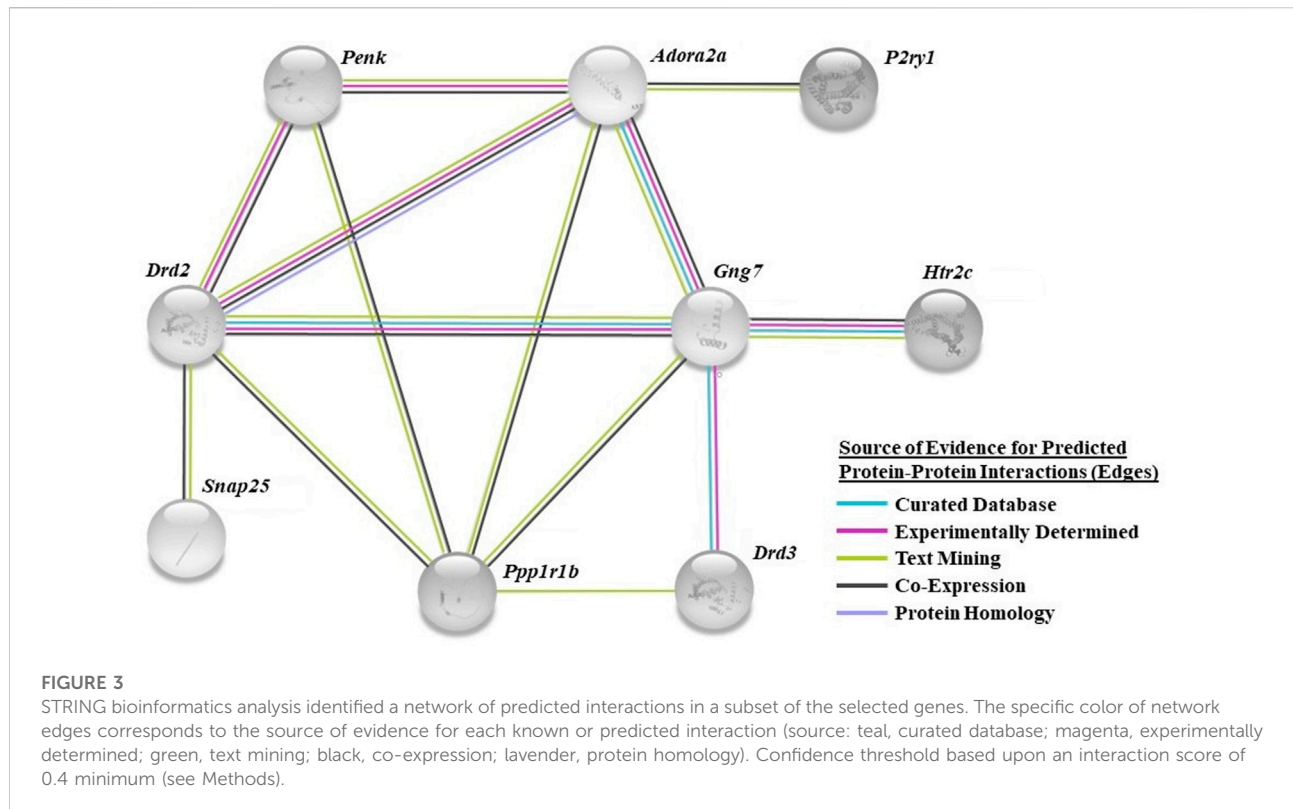 Penk
Adora2a
P2ry1
Drd2
Gng7
Htr2c
Snap25
Ppp1r1b
Drd3
Source of Evidence for Predicted
Protein-Protein Interactions (Edges)
Curated Database
Experimentally Determined
Text Mining
Co-Expression
Protein Homology
FIGURE 3
STRING bioinformatics analysis identified a network of predicted interactions in a subset of the selected genes. The specific color of network
edges corresponds to the source of evidence for each known or predicted interaction (source: teal, curated database; magenta, experimentally
determined; green, text mining; black, co-expression; lavender, protein homology). Confidence threshold based upon an interaction score of
0.4 minimum (see Methods).